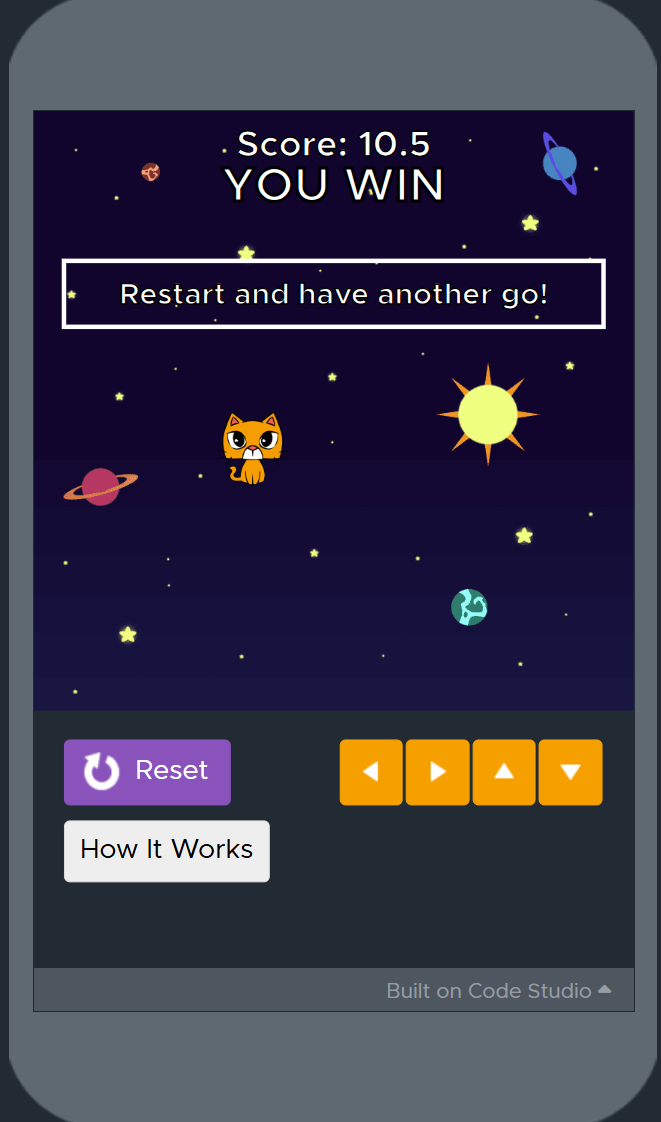 Score: 10.5
YOU WIN
Restart and have another go!
Reset
How It Works
Built on Code Studio